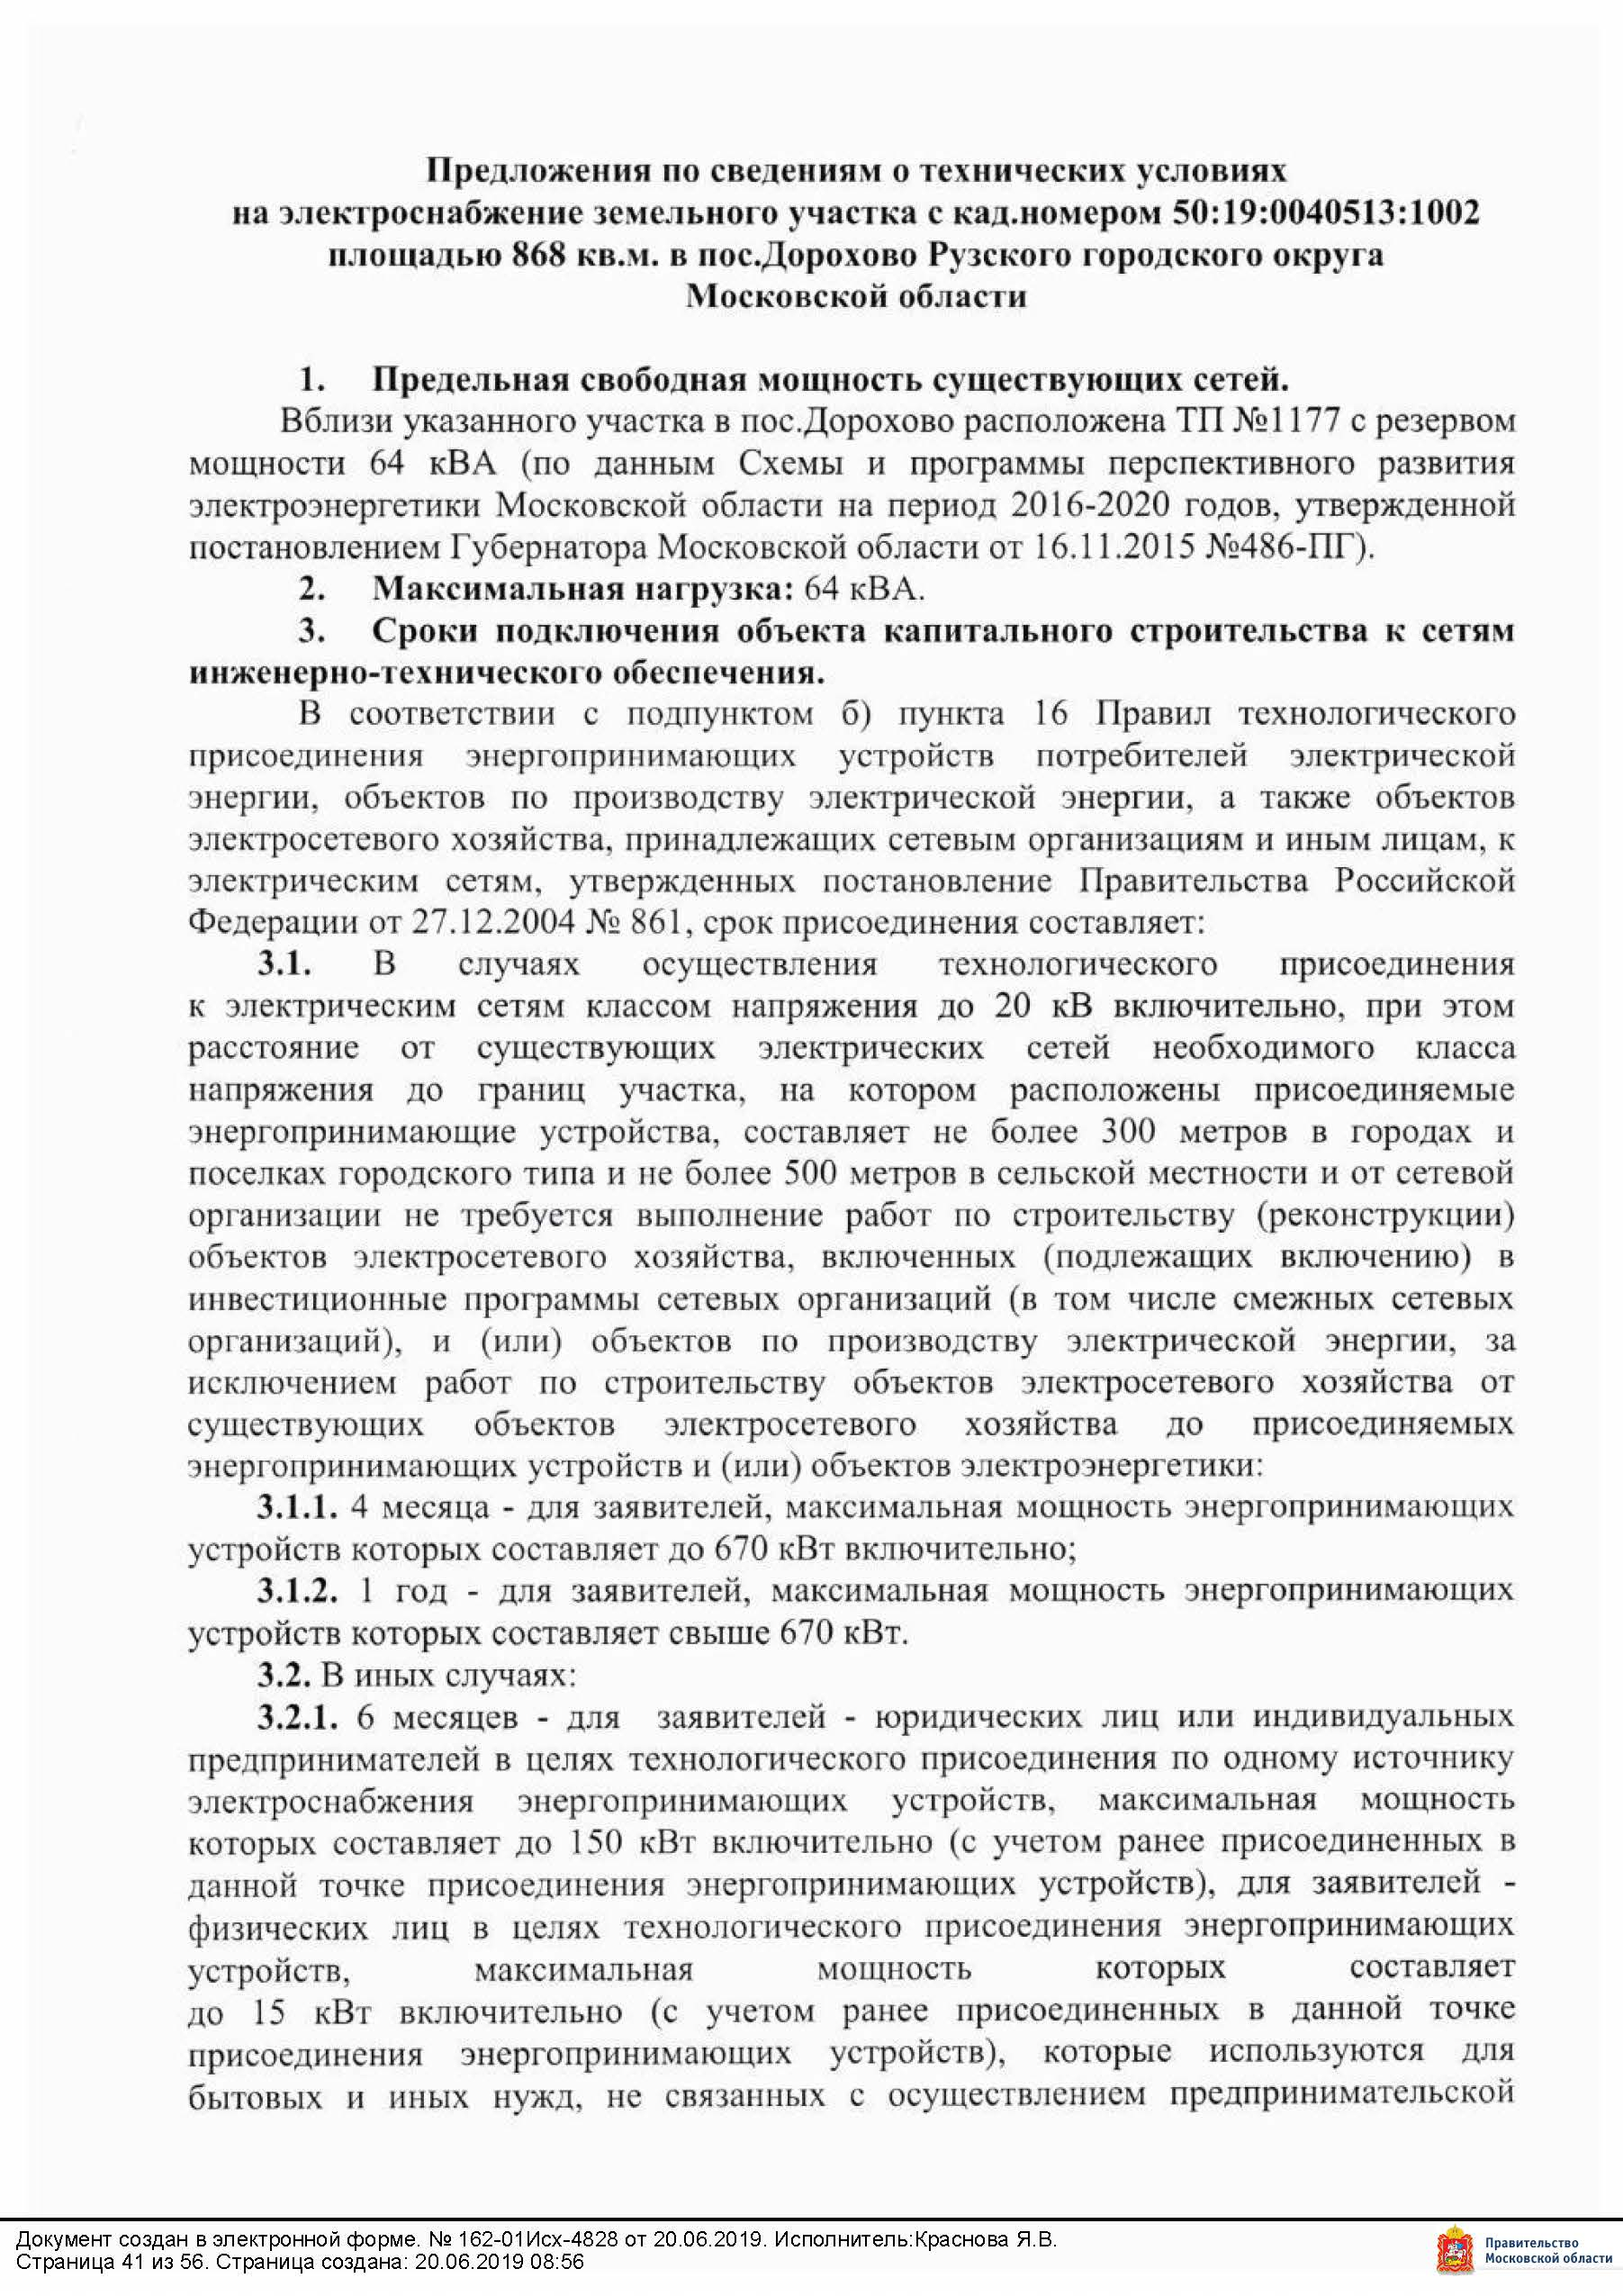 Предложения по сведениям о технических условиях
на электроснабжение земельного участка с кад.номером 50:19:0040513:1002
площадью 868 кв.м. в пос.Дорохово Рузского городского округа
Московской области
1. Предельная свободная мощность существующих сетей.
Вблизи указанного участка в пос.Дорохово расположена ТП №1177 с резервом
мощности 64 кВА (по данным Схемы и программы перспективного развития
электроэнергетики Московской области на период 2016-2020 годов, утвержденной
постановлением Губернатора Московской области от 16.11.2015 №486-ПГ).
2. Максимальная нагрузка: 64 кВА.
3. Сроки подключения объекта капитального строительства к сетям
инженерно-технического обеспечения.
В соответствии с подпунктом б) пункта 16 Правил технологического
присоединения энергопринимающих устройств потребителей электрической
энергии, объектов по производству электрической энергии, а также объектов
электросетевого хозяйства, принадлежащих сетевым организациям и иным лицам, к
электрическим сетям, утвержденных постановление Правительства Российской
Федерации от 27.12.2004 № 861, срок присоединения составляет:
3.1. В случаях осуществления технологического присоединения
к электрическим сетям классом напряжения до 20 кВ включительно, при этом
расстояние от существующих электрических сетей необходимого класса
напряжения до границ участка, на котором расположены присоединяемые
энергопринимающие устройства, составляет не более 300 метров в городах и
поселках городского типа и не более 500 метров в сельской местности и от сетевой
организации не требуется выполнение работ по строительству (реконструкции)
объектов электросетевого хозяйства, включенных (подлежащих включению) в
инвестиционные программы сетевых организаций (в том числе смежных сетевых
организаций), и (или) объектов по производству электрической энергии, за
исключением работ по строительству объектов электросетевого хозяйства от
существующих объектов электросетевого хозяйства до присоединяемых
энергопринимающих устройств и (или) объектов электроэнергетики:
3.1.1. 4 месяца - для заявителей, максимальная мощность энергопринимающих
устройств которых составляет до 670 кВт включительно;
3.1.2. 1 год - для заявителей, максимальная мощность энергопринимающих
устройств которых составляет свыше 670 кВт.
3.2. В иных случаях:
3.2.1. 6 месяцев - для заявителей - юридических лиц или индивидуальных
предпринимателей в целях технологического присоединения по одному источнику
электроснабжения энергопринимающих устройств, максимальная мощность
которых составляет до 150 кВт включительно (с учетом ранее присоединенных в
данной точке присоединения энергопринимающих устройств), для заявителей -
физических лиц в целях технологического присоединения энергопринимающих
устройств, максимальная мощность которых составляет
до 15 кВт включительно (с учетом ранее присоединенных в данной точке
присоединения энергопринимающих устройств), которые используются для
бытовых и иных нужд, не связанных с осуществлением предпринимательской
Документ создан в электронной форме. № 162-01Исх-4828 от 20.06.2019. Исполнитель:Краснова Я.В.
Страница 41 из 56. Страница создана: 20.06.2019 08:56
Правительство
Московской области